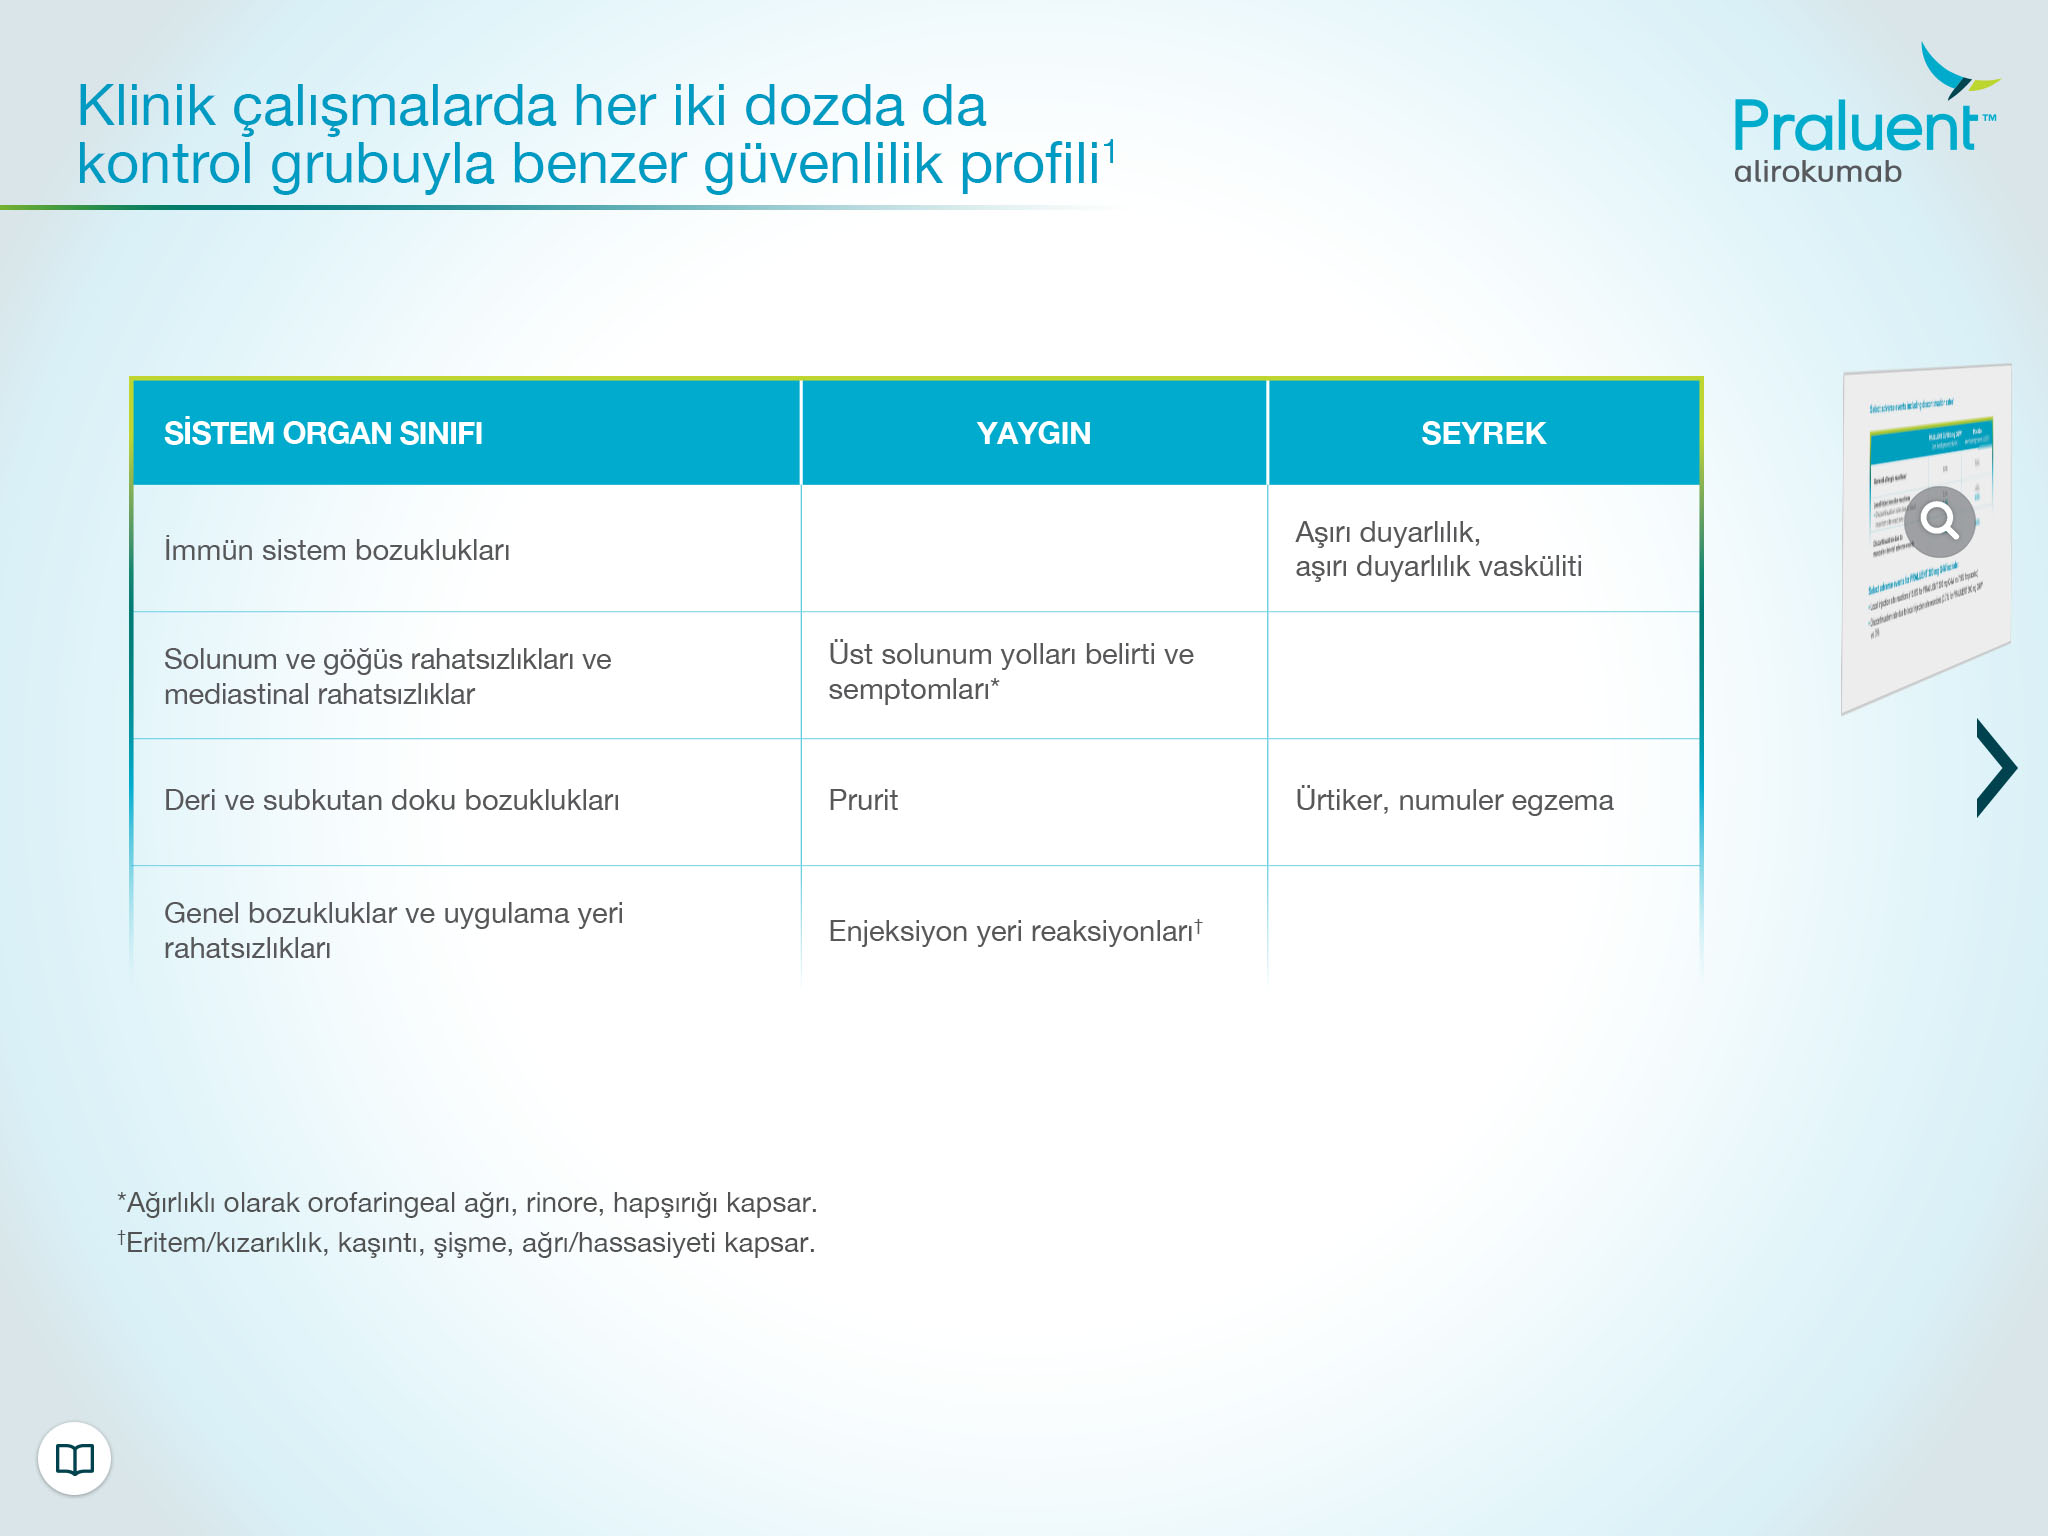 Klinik çalışmalarda her iki dozda da
kontrol grubuyla benzer güvenlilik profili¹
Praluent™
alirokumab
SİSTEM ORGAN SINIFI
YAYGIN
SEYREK
İmmün sistem bozuklukları
Aşırı duyarlılık,
aşırı duyarlılık vasküliti
Solunum ve göğüs rahatsızlıkları ve
mediastinal rahatsızlıklar
Üst solunum yolları belirti ve
semptomları*
Deri ve subkutan doku bozuklukları
Prurit
Ürtiker, numuler egzema
Genel bozukluklar ve uygulama yeri
rahatsızlıkları
Enjeksiyon yeri reaksiyonları†
*Ağırlıklı olarak orofaringeal ağrı, rinore, hapşırığı kapsar.
†Eritem/kızarıklık, kaşıntı, şişme, ağrı/hassasiyeti kapsar.